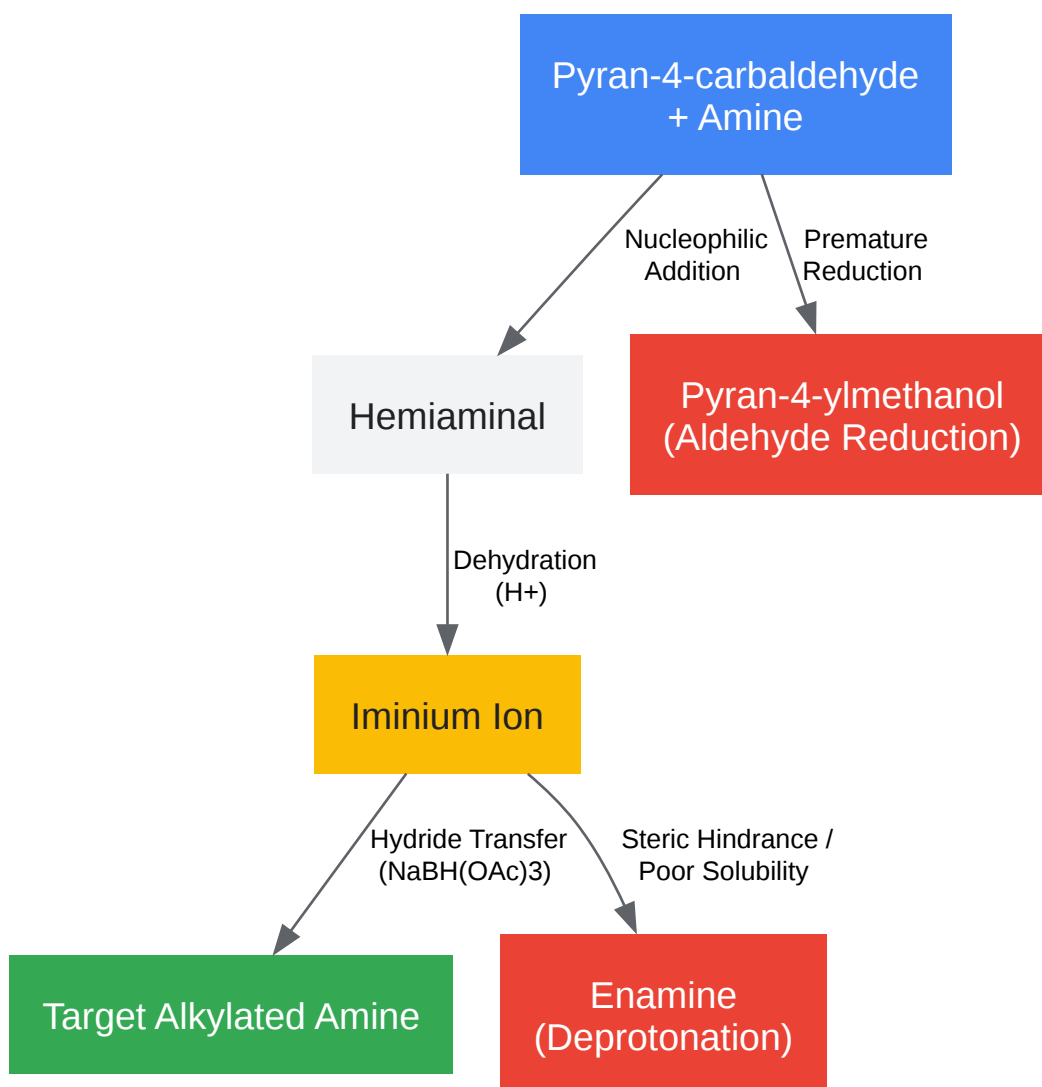 Pyran-4-carbaldehyde
+ Amine
Nucleophilic
Addition
Premature
Reduction
Hemiaminal
Pyran-4-ylmethanol
(Aldehyde Reduction)
Dehydration
(H+)
Iminium Ion
Hydride Transfer
(NaBH(OAc)3)
Steric Hindrance /
Poor Solubility
Target Alkylated Amine
Enamine
(Deprotonation)